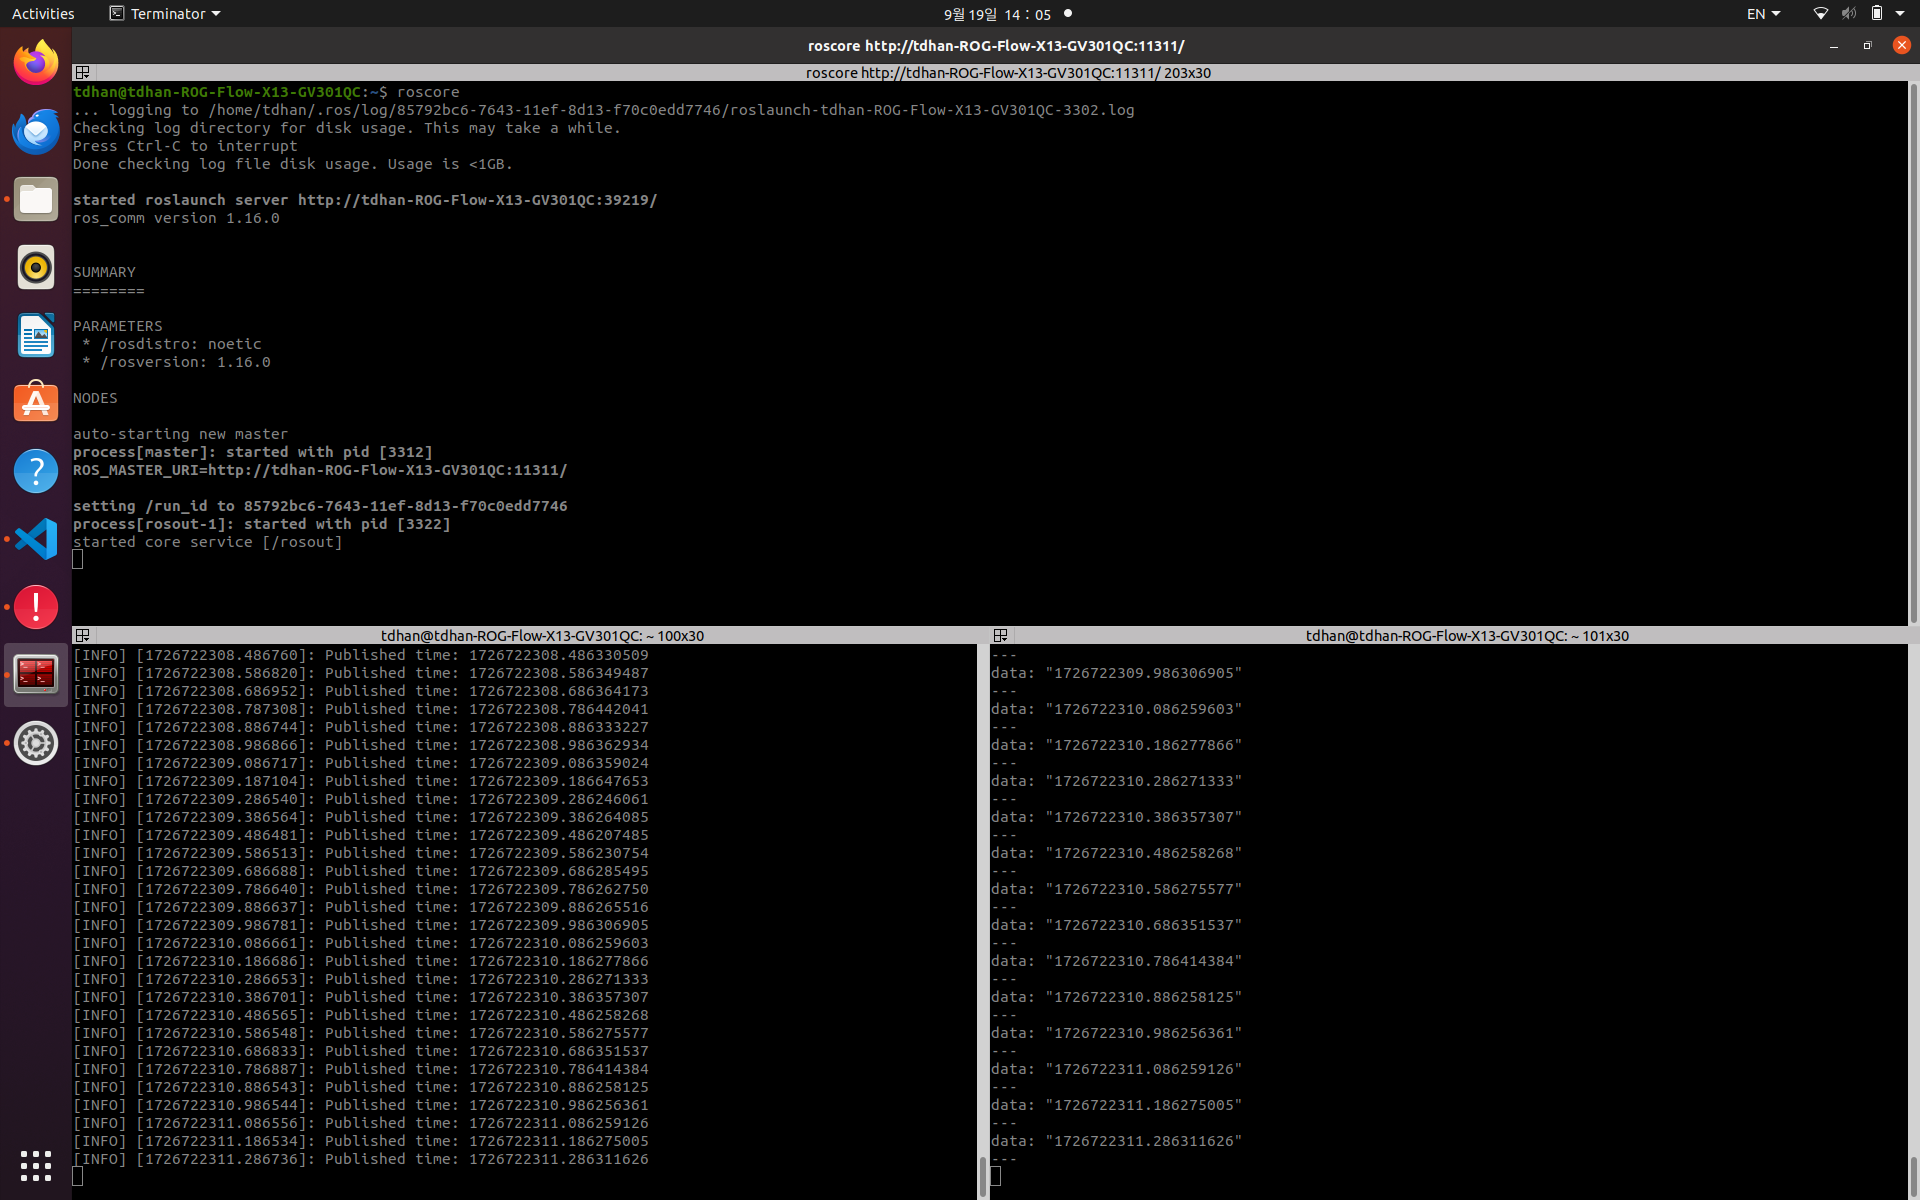 Activities
Terminator
9월 19일 14 : 05
EN
roscore http://tdhan-ROG-Flow-X13-GV301QC:11311/
roscore http://tdhan-ROG-Flow-X13-GV301QC:11311/ 203x30
tdhan@tdhan-ROG-Flow-X13-GV301QC:~$ roscore
... logging to /home/tdhan/.ros/log/85792bc6-7643-11ef-8d13-f70c0edd7746/roslaunch-tdhan-ROG-Flow-X13-GV301QC-3302.log
Checking log directory for disk usage. This may take a while.
Press Ctrl-C to interrupt
Done checking log file disk usage. Usage is <1GB.
started roslaunch server http://tdhan-ROG-Flow-X13-GV301QC:39219/
ros_comm version 1.16.0
SUMMARY
========
PARAMETERS
* /rosdistro: noetic
* /rosversion: 1.16.0
NODES
auto-starting new master
process[master]: started with pid [3312]
ROS_MASTER_URI=http://tdhan-ROG-Flow-X13-GV301QC:11311/
setting /run_id to 85792bc6-7643-11ef-8d13-f70c0edd7746
process[rosout-1]: started with pid [3322]
started core service [/rosout]
tdhan@tdhan-ROG-Flow-X13-GV301QC: ~ 100x30
[INFO] [1726722308.486760]: Published time: 1726722308.486330509
[INFO] [1726722308.586820]: Published time: 1726722308.586349487
[INFO] [1726722308.686952]: Published time: 1726722308.686364173
[INFO] [1726722308.787308]: Published time: 1726722308.786442041
[INFO] [1726722308.886744]: Published time: 1726722308.886333227
[INFO] [1726722308.986866]: Published time: 1726722308.986362934
[INFO] [1726722309.086717]: Published time: 1726722309.086359024
[INFO] [1726722309.187104]: Published time: 1726722309.186647653
[INFO] [1726722309.286540]: Published time: 1726722309.286246061
[INFO] [1726722309.386564]: Published time: 1726722309.386264085
[INFO] [1726722309.486481]: Published time: 1726722309.486207485
[INFO] [1726722309.586513]: Published time: 1726722309.586230754
[INFO] [1726722309.686688]: Published time: 1726722309.686285495
[INFO] [1726722309.786640]: Published time: 1726722309.786262750
[INFO] [1726722309.886637]: Published time: 1726722309.886265516
[INFO] [1726722309.986781]: Published time: 1726722309.986306905
[INFO] [1726722310.086661]: Published time: 1726722310.086259603
[INFO] [1726722310.186686]: Published time: 1726722310.186277866
[INFO] [1726722310.286653]: Published time: 1726722310.286271333
[INFO] [1726722310.386701]: Published time: 1726722310.386357307
[INFO] [1726722310.486565]: Published time: 1726722310.486258268
[INFO] [1726722310.586548]: Published time: 1726722310.586275577
[INFO] [1726722310.686833]: Published time: 1726722310.686351537
[INFO] [1726722310.786887]: Published time: 1726722310.786414384
[INFO] [1726722310.886543]: Published time: 1726722310.886258125
[INFO] [1726722310.986544]: Published time: 1726722310.986256361
[INFO] [1726722311.086556]: Published time: 1726722311.086259126
[INFO] [1726722311.186534]: Published time: 1726722311.186275005
[INFO] [1726722311.286736]: Published time: 1726722311.286311626
tdhan@tdhan-ROG-Flow-X13-GV301QC: ~ 101x30
---
data: "1726722309.986306905"
---
data: "1726722310.086259603"
---
data: "1726722310.186277866"
---
data: "1726722310.286271333"
---
data: "1726722310.386357307"
---
data: "1726722310.486258268"
---
data: "1726722310.586275577"
---
data: "1726722310.686351537"
---
data: "1726722310.786414384"
---
data: "1726722310.886258125"
---
data: "1726722310.986256361"
---
data: "1726722311.086259126"
---
data: "1726722311.186275005"
---
data: "1726722311.286311626"
---